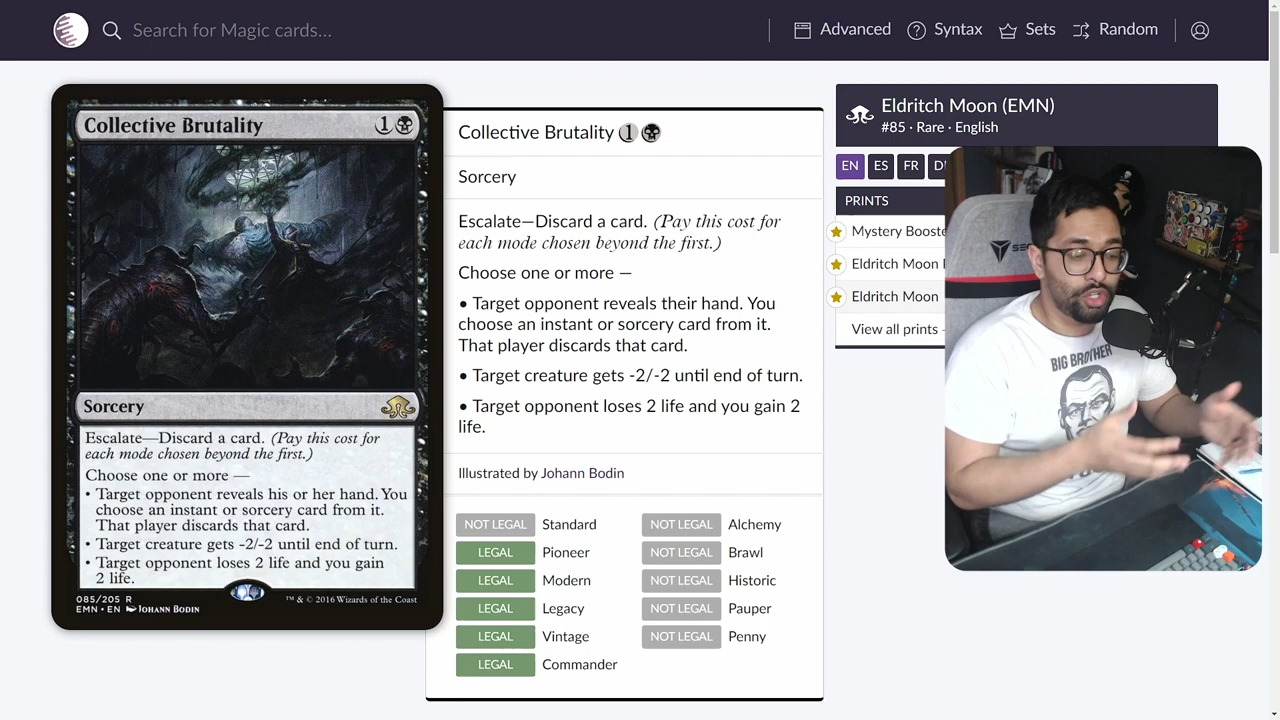 Search for Magic cards...
Advanced
Syntax
Sets
Random
Collective Brutality 1
Sorcery
Escalate—Discard a card. (Pay this cost for
each mode chosen beyond the first.)
Choose one or more —
• Target opponent reveals his or her hand. You
choose an instant or sorcery card from it.
That player discards that card.
• Target creature gets -2/-2 until end of turn.
• Target opponent loses 2 life and you gain
2 life.
085/205 R
EMN • EN Johann Bodin
™ & © 2016 Wizards of the Coast
Collective Brutality 1
Sorcery
Escalate—Discard a card. (Pay this cost for
each mode chosen beyond the first.)
Choose one or more —
• Target opponent reveals their hand. You
choose an instant or sorcery card from it.
That player discards that card.
• Target creature gets -2/-2 until end of turn.
• Target opponent loses 2 life and you gain 2
life.
Illustrated by Johann Bodin
NOT LEGAL Standard NOT LEGAL Alchemy
LEGAL Pioneer NOT LEGAL Brawl
LEGAL Modern NOT LEGAL Historic
LEGAL Legacy NOT LEGAL Pauper
LEGAL Vintage NOT LEGAL Penny
LEGAL Commander
Eldritch Moon (EMN)
#85 · Rare · English
EN ES FR
PRINTS
Mystery Booste
Eldritch Moon
Eldritch Moon
View all prints
BIG BROTHER